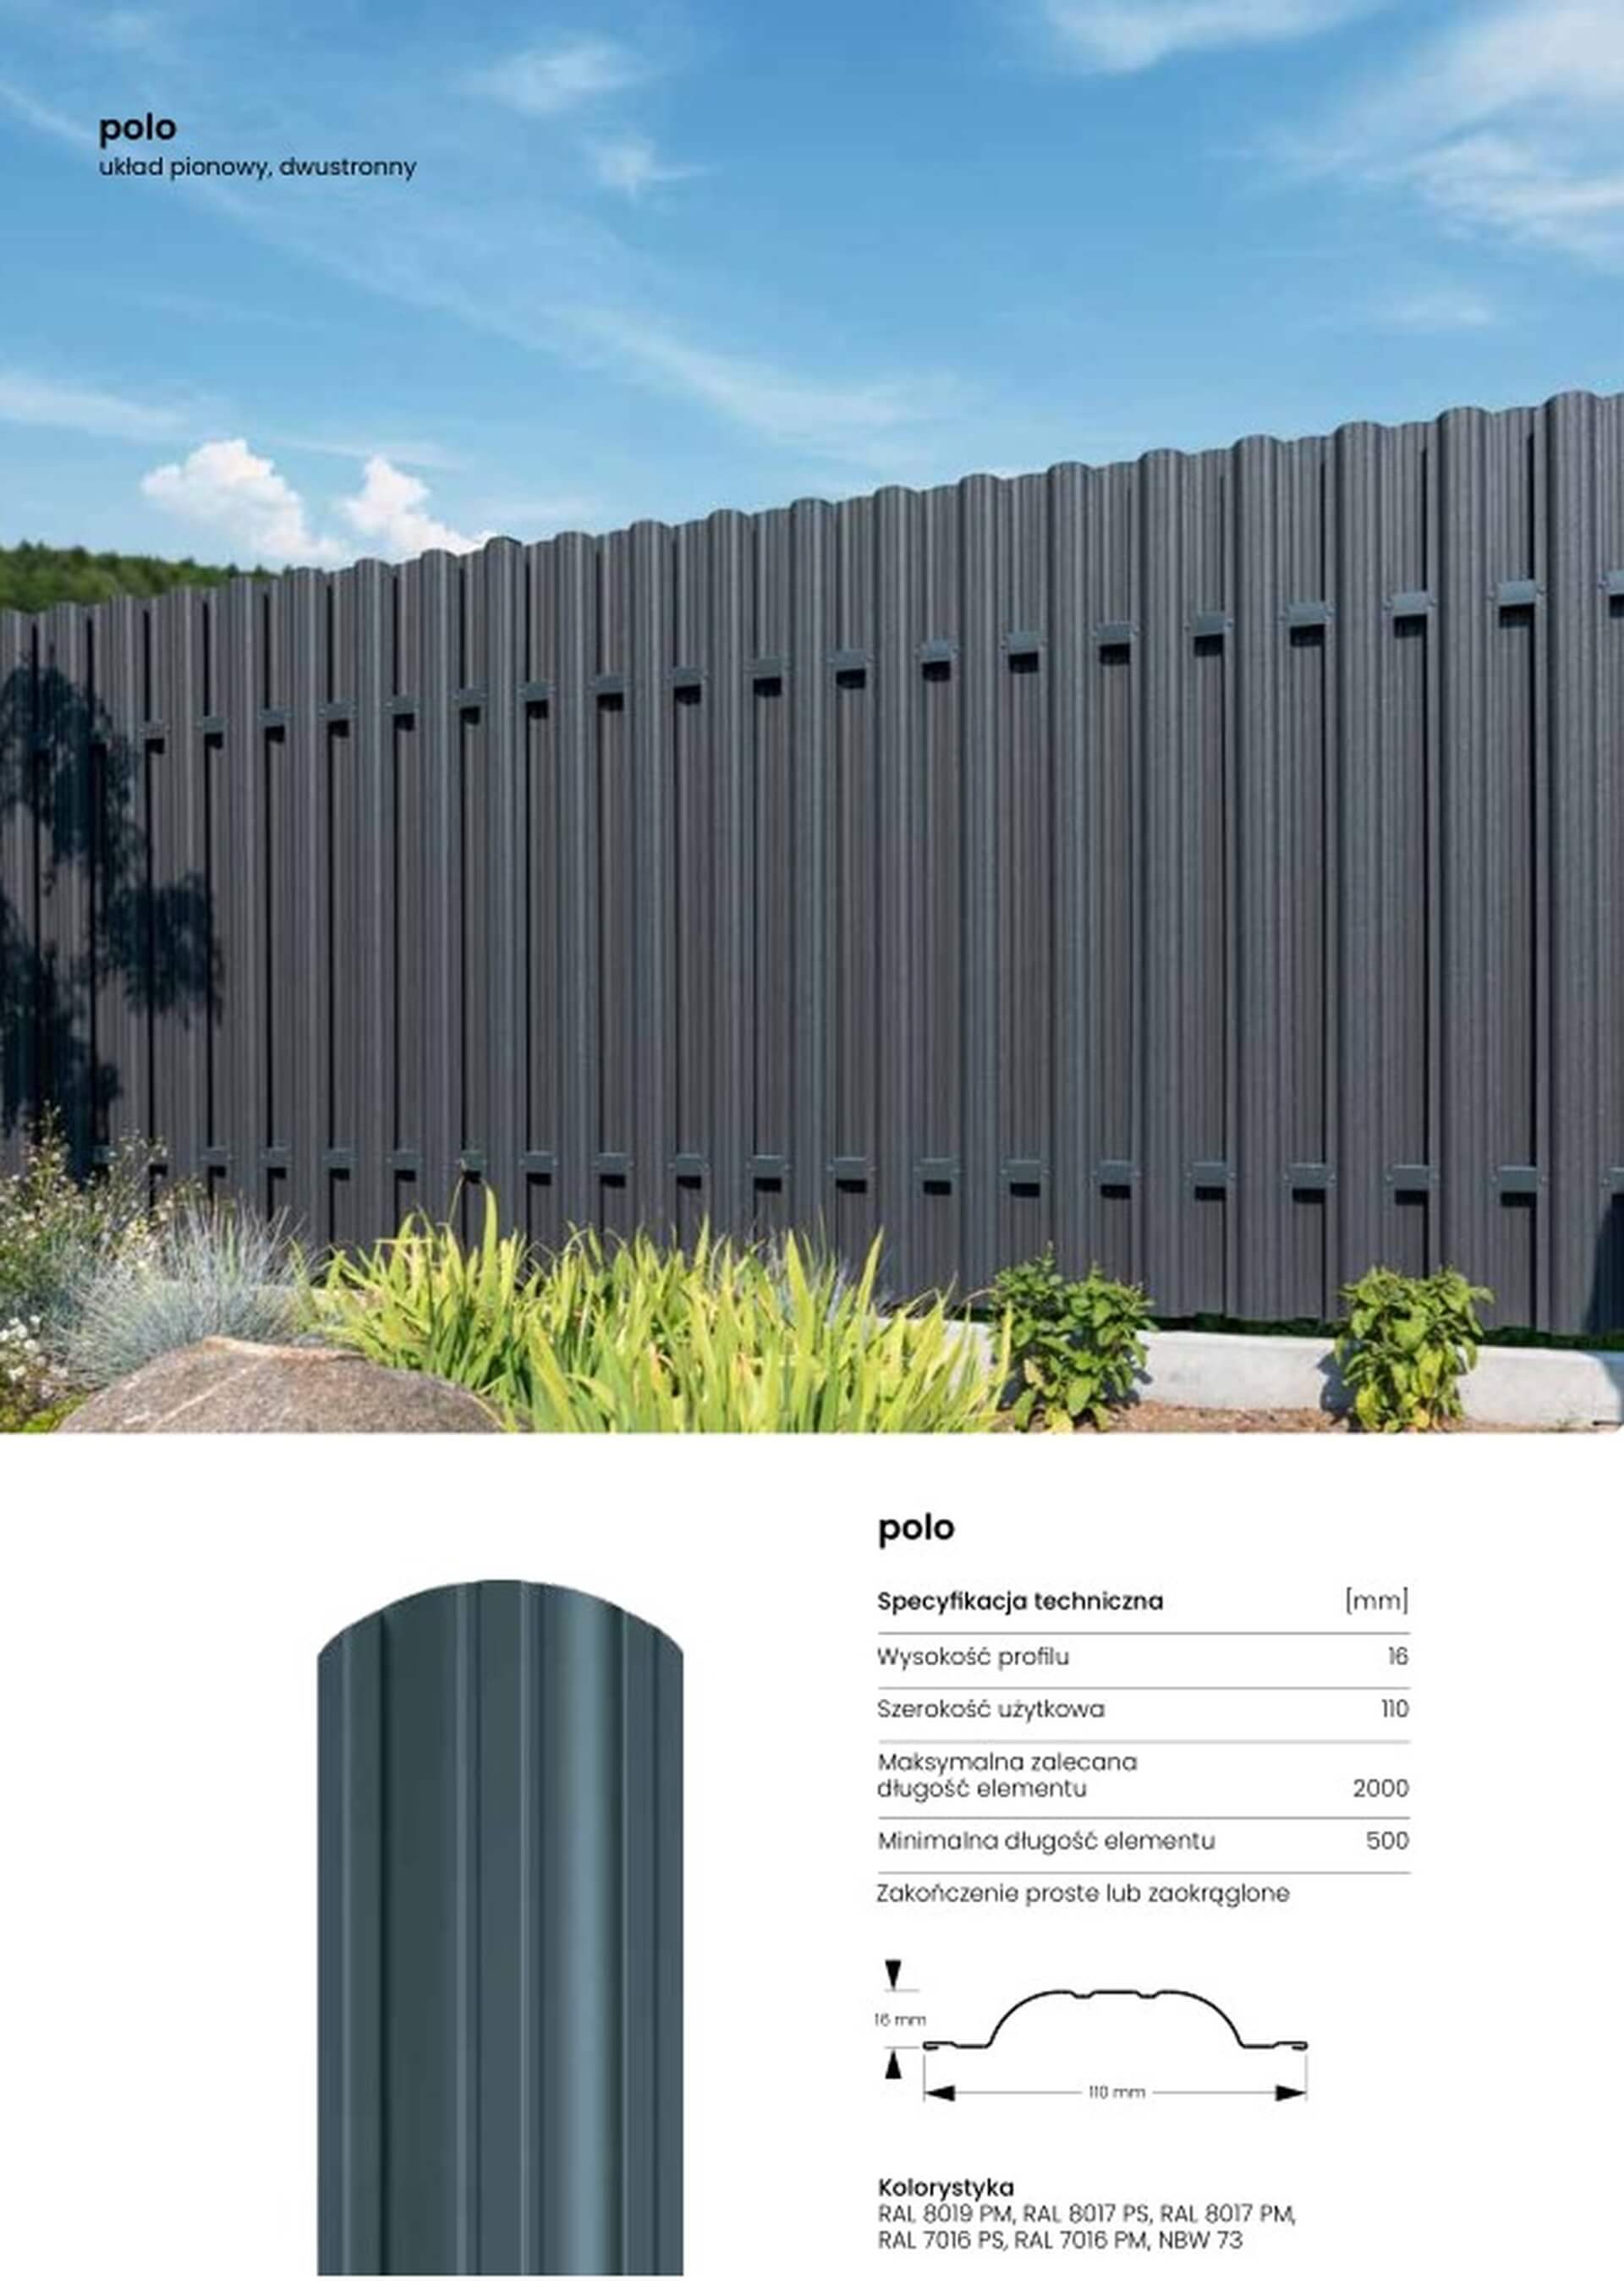 polo
układ pionowy, dwustronny
polo
Specyfikacja techniczna [mm]
Wysokość profilu 16
Szerokość użytkowa 110
Maksymalna zalecana
długość elementu 2000
Minimalna długość elementu 500
Zakończenie proste lub zaokrąglone
16 mm
110 mm
Kolorystyka
RAL 8019 PM, RAL 8017 PS, RAL 8017 PM,
RAL 7016 PS, RAL 7016 PM, NBW 73